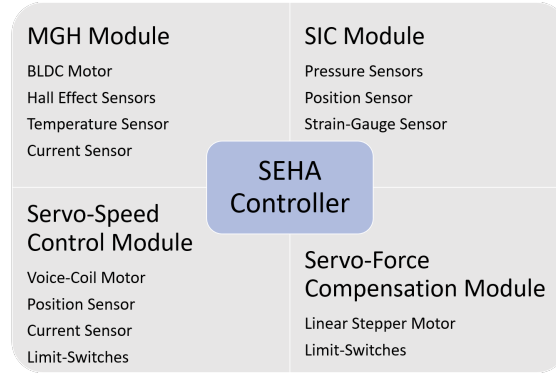 MGH Module
BLDC Motor
Hall Effect Sensors
Temperature Sensor
Current Sensor
SIC Module
Pressure Sensors
Position Sensor
Strain-Gauge Sensor
SEHA
Controller
Servo-Speed
Control Module
Voice-Coil Motor
Position Sensor
Current Sensor
Limit-Switches
Servo-Force
Compensation Module
Linear Stepper Motor
Limit-Switches